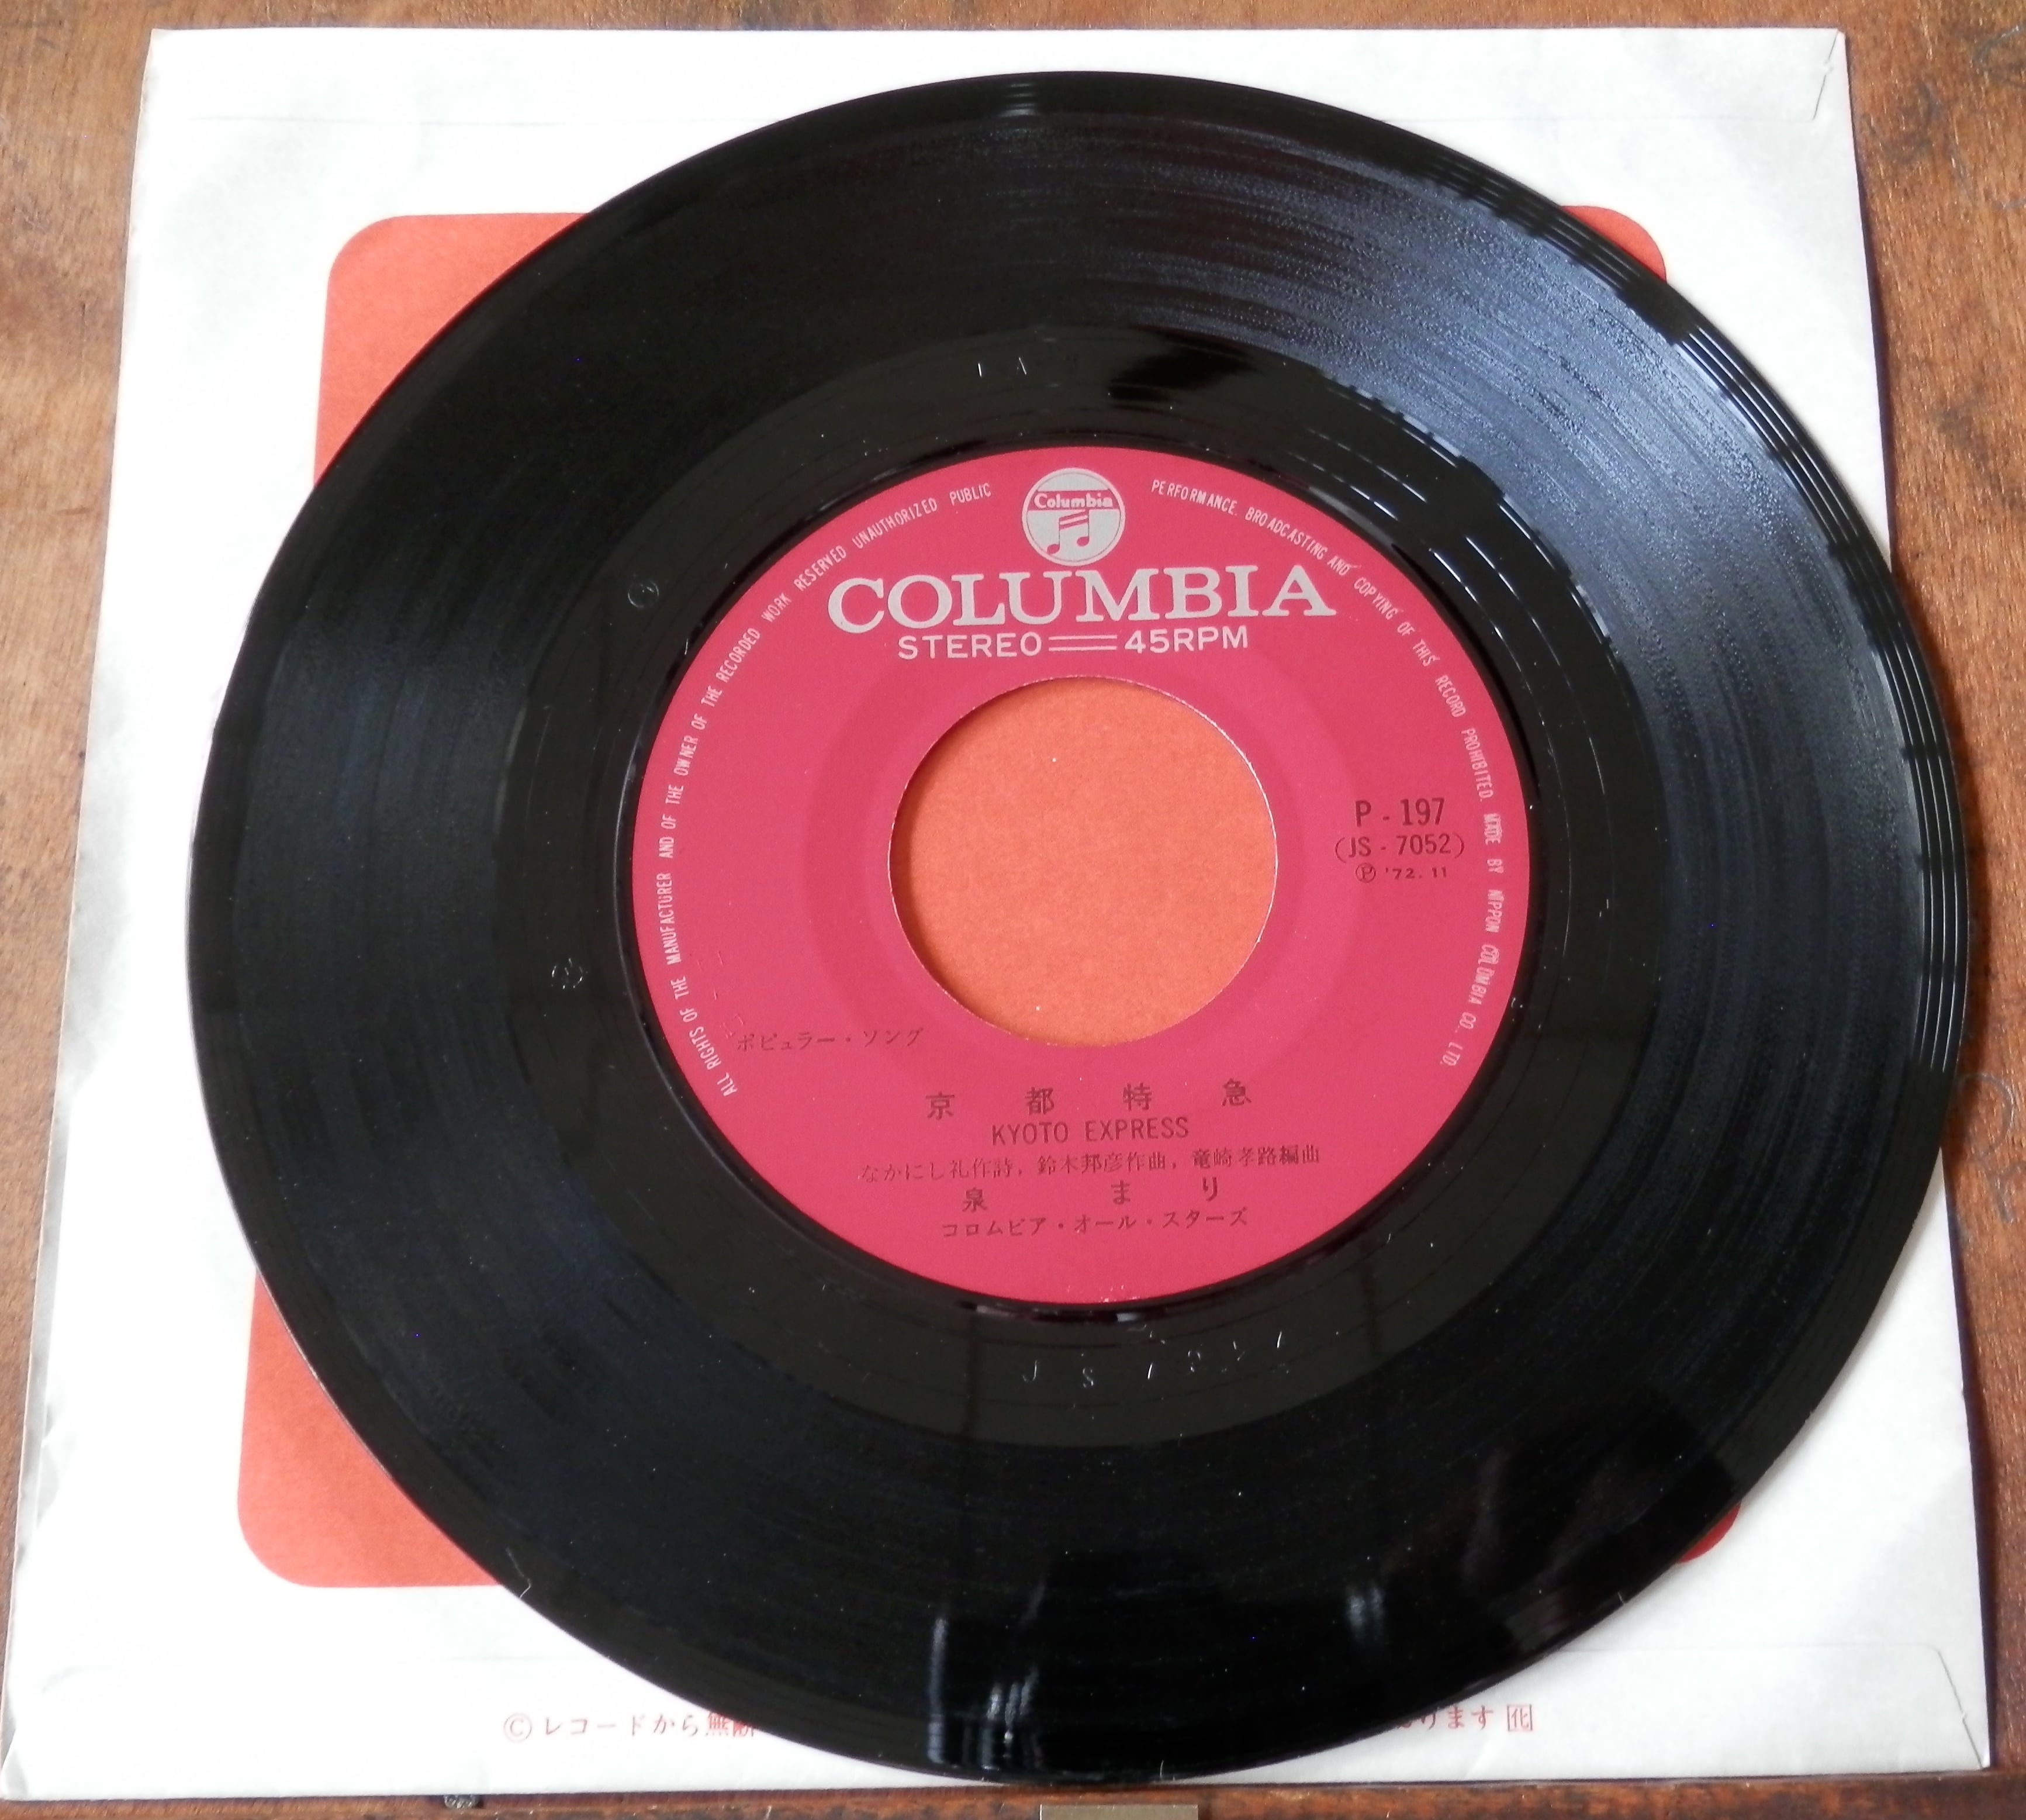 ALL RIGHTS OF THE MANUFACTURER AND OF THE OWNER OF THE RECORDED WORK RESERVED UNAUTHORIZED PUBLIC PERFORMANCE. BROADCASTING AND COPYING OF THIS RECORD PROHIBITED. MADE BY NIPPON COLOMBIA CO., LTD.
Columbia
COLUMBIA
STEREO 45RPM
P - 197
(JS - 7052)
Ⓟ '72. 11
ポピュラー・ソング
京都特急
KYOTO EXPRESS
なかにし礼作詩, 鈴木邦彦作曲, 竜崎孝路編曲
泉まり
コロムビア・オール・スターズ
©レコードから無断
ります